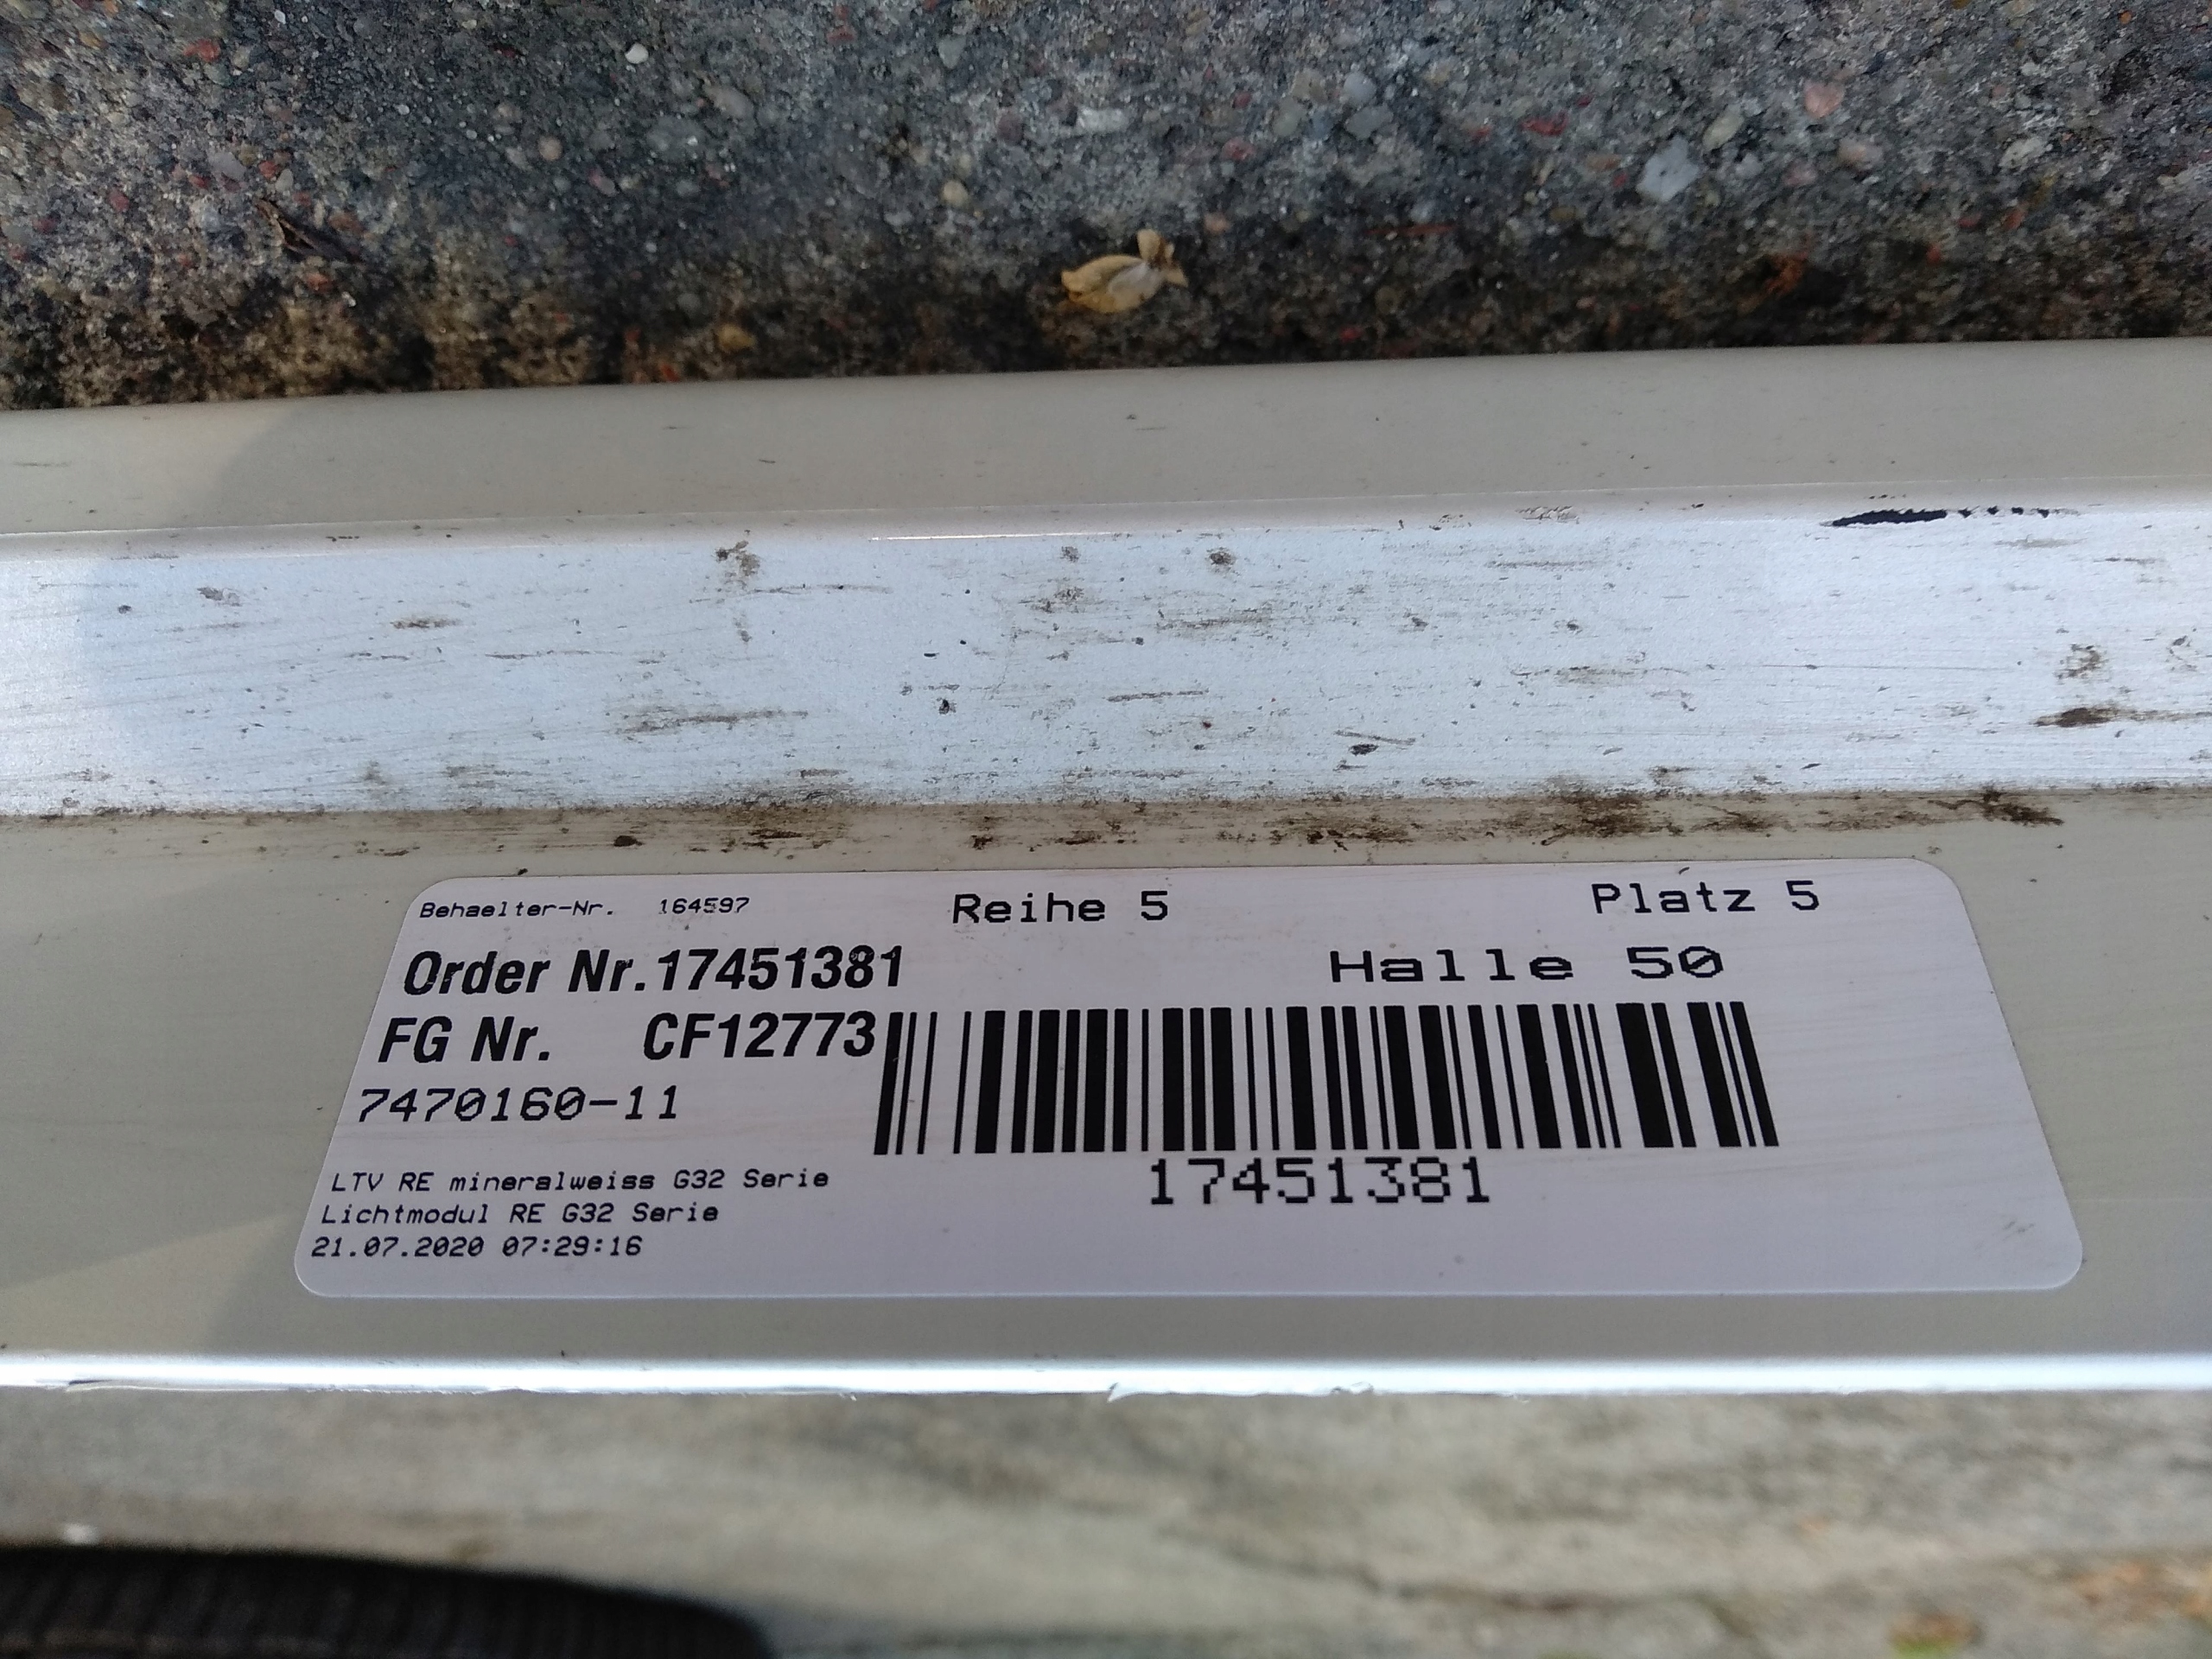 Behaelter-Nr. 164597 Reihe 5 Platz 5
Order Nr.17451381 Halle 50
FG Nr. CF12773
7470160-11
17451381
LTV RE mineralweiss G32 Serie
Lichtmodul RE G32 Serie
21.07.2020 07:29:16